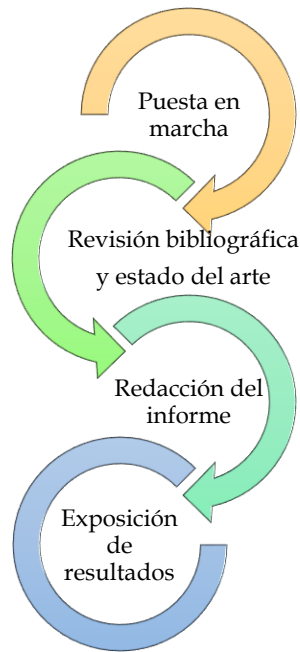 Puesta en
marcha
Revisión bibliográfica
y estado del arte
Redacción del
informe
Exposición
de
resultados